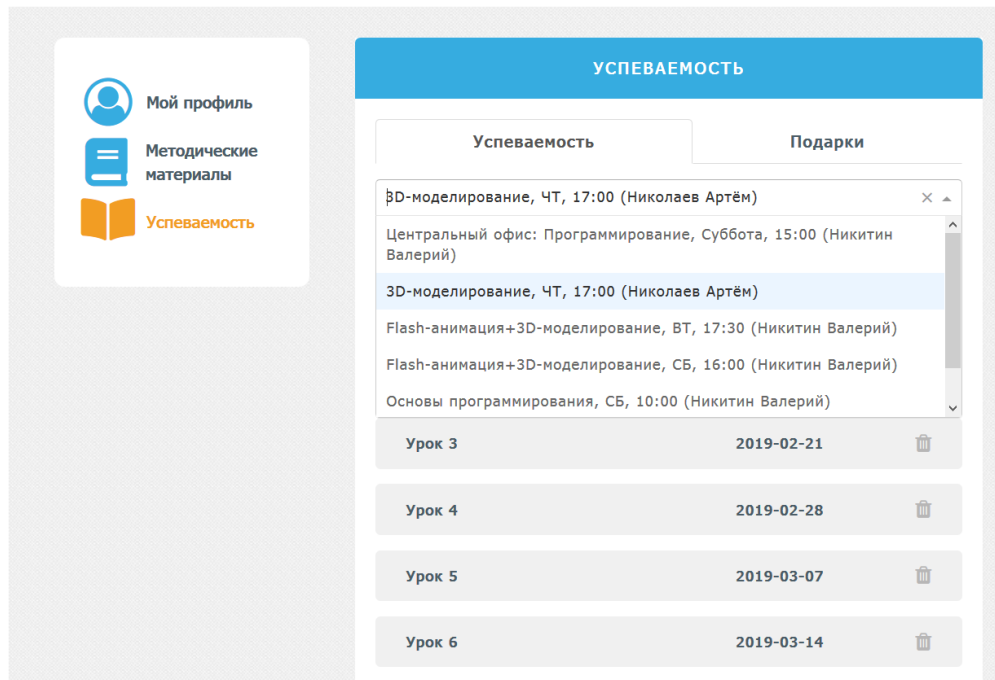 Мой профиль
Методические
материалы
Успеваемость
УСПЕВАЕМОСТЬ
Успеваемость
Подарки
3D-моделирование, ЧТ, 17:00 (Николаев Артём)
Центральный офис: Программирование, Суббота, 15:00 (Никитин
Валерий)
3D-моделирование, ЧТ, 17:00 (Николаев Артём)
Flash-анимация+3D-моделирование, ВТ, 17:30 (Никитин Валерий)
Flash-анимация+3D-моделирование, СБ, 16:00 (Никитин Валерий)
Основы программирования, СБ, 10:00 (Никитин Валерий)
Урок 3 2019-02-21
Урок 4 2019-02-28
Урок 5 2019-03-07
Урок 6 2019-03-14